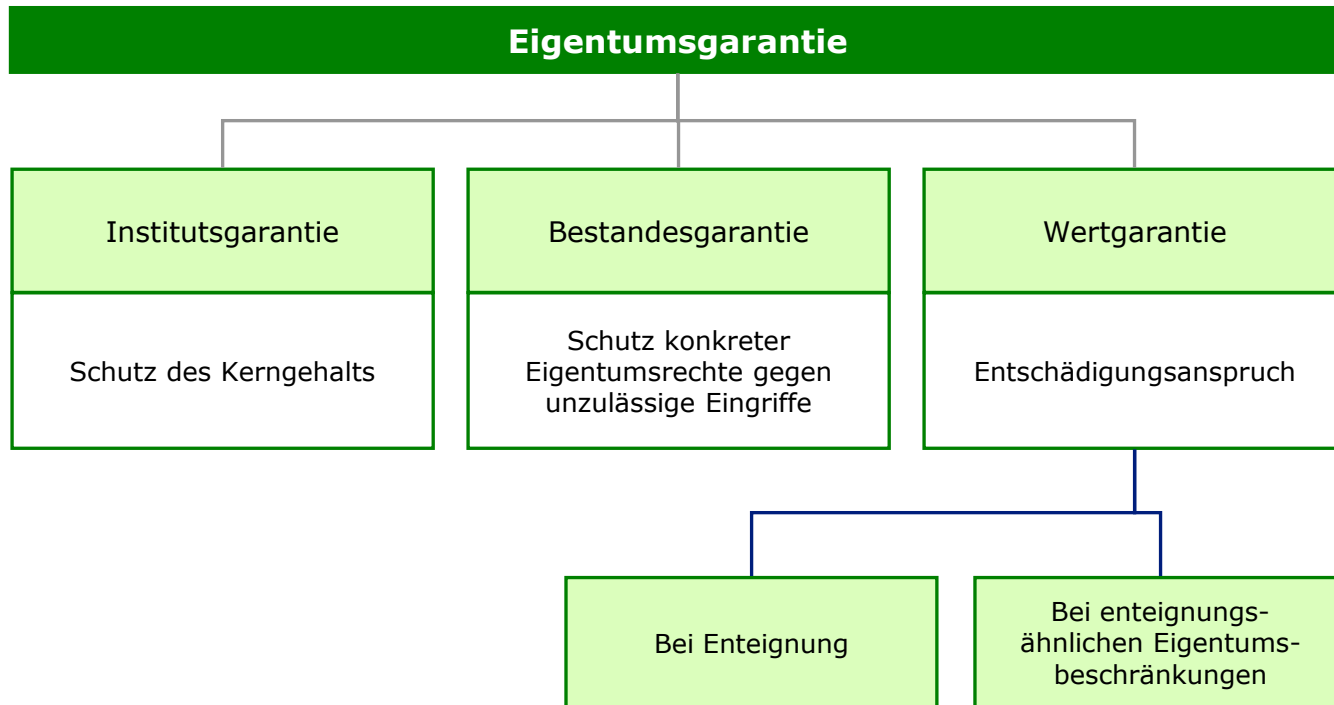 Eigentumsgarantie
Institutsgarantie
Schutz des Kerngehalts
Bestandesgarantie
Schutz konkreter
Eigentumsrechte gegen
unzulässige Eingriffe
Wertgarantie
Entschädigungsanspruch
Bei Enteignung
Bei enteignungs-
ähnlichen Eigentums-
beschränkungen